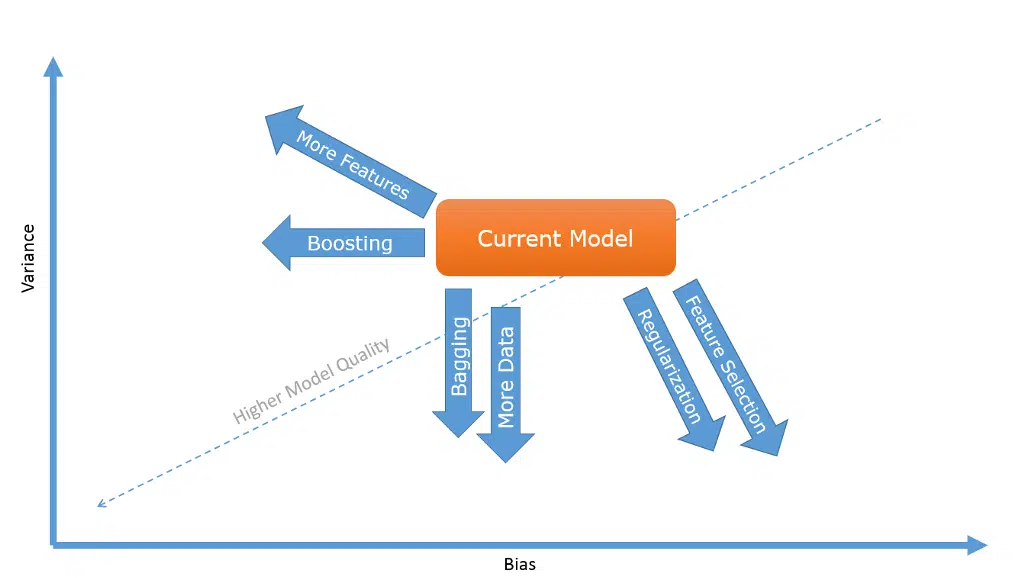 More Features
Boosting
Current Model
Variance
Higher Model Quality
Bagging
More Data
Regularization
Feature Selection
Bias